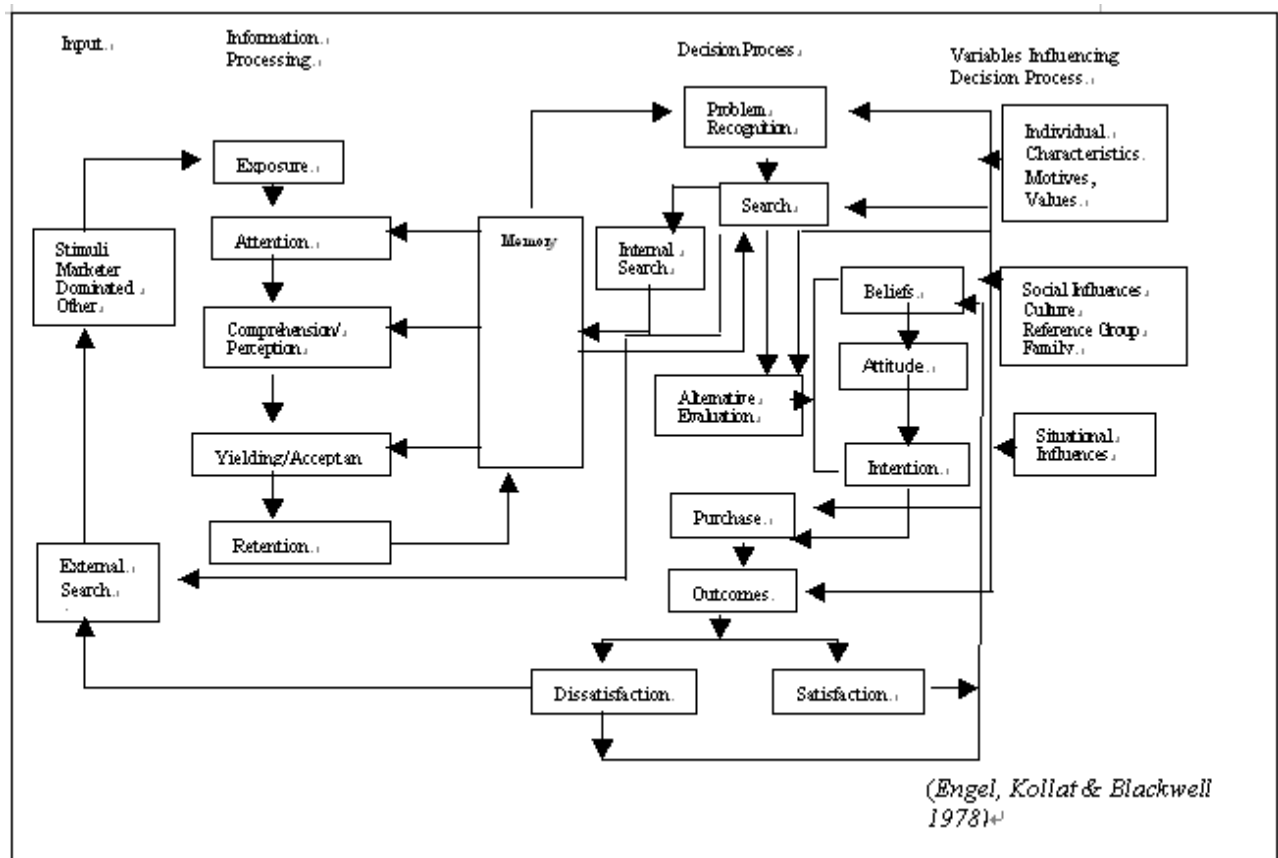 Input.
Information.
Processing.
Decision Process.
Variables Influencing
Decision Process.
Exposure.
Attention.
Comprehension/
Perception.
Yielding/Acceptan
Retention.
Stimuli
Marketer
Dominated.
Other.
External.
Search.
Memory
Problem.
Recognition.
Search.
Internal.
Search.
Alternative.
Evaluation.
Beliefs.
Attitude.
Intention.
Purchase.
Outcomes.
Dissatisfaction.
Satisfaction.
Individual.
Characteristics.
Motives,
Values.
Social Influences.
Culture.
Reference Group.
Family.
Situational.
Influences.
(Engel, Kollat & Blackwell
1978)↵